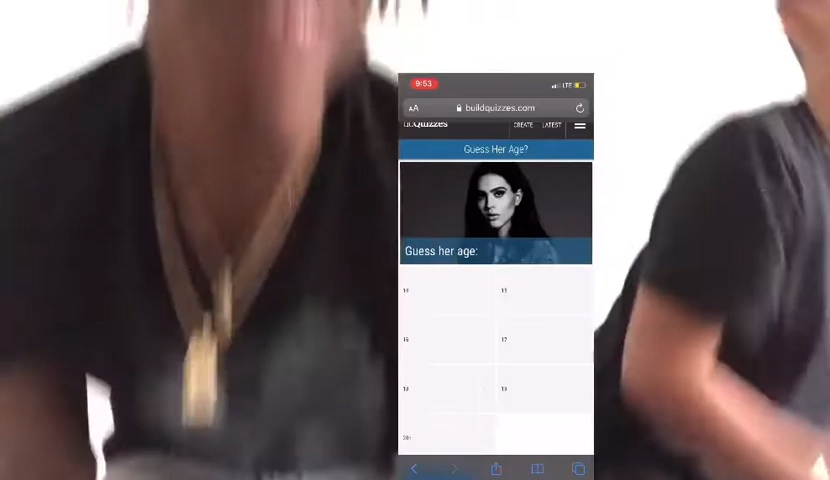 9:53
LTE
AA buildquizzes.com
Quizzes CREATE LATEST
Guess Her Age?
Guess her age:
14 15
16 17
18 19
20+